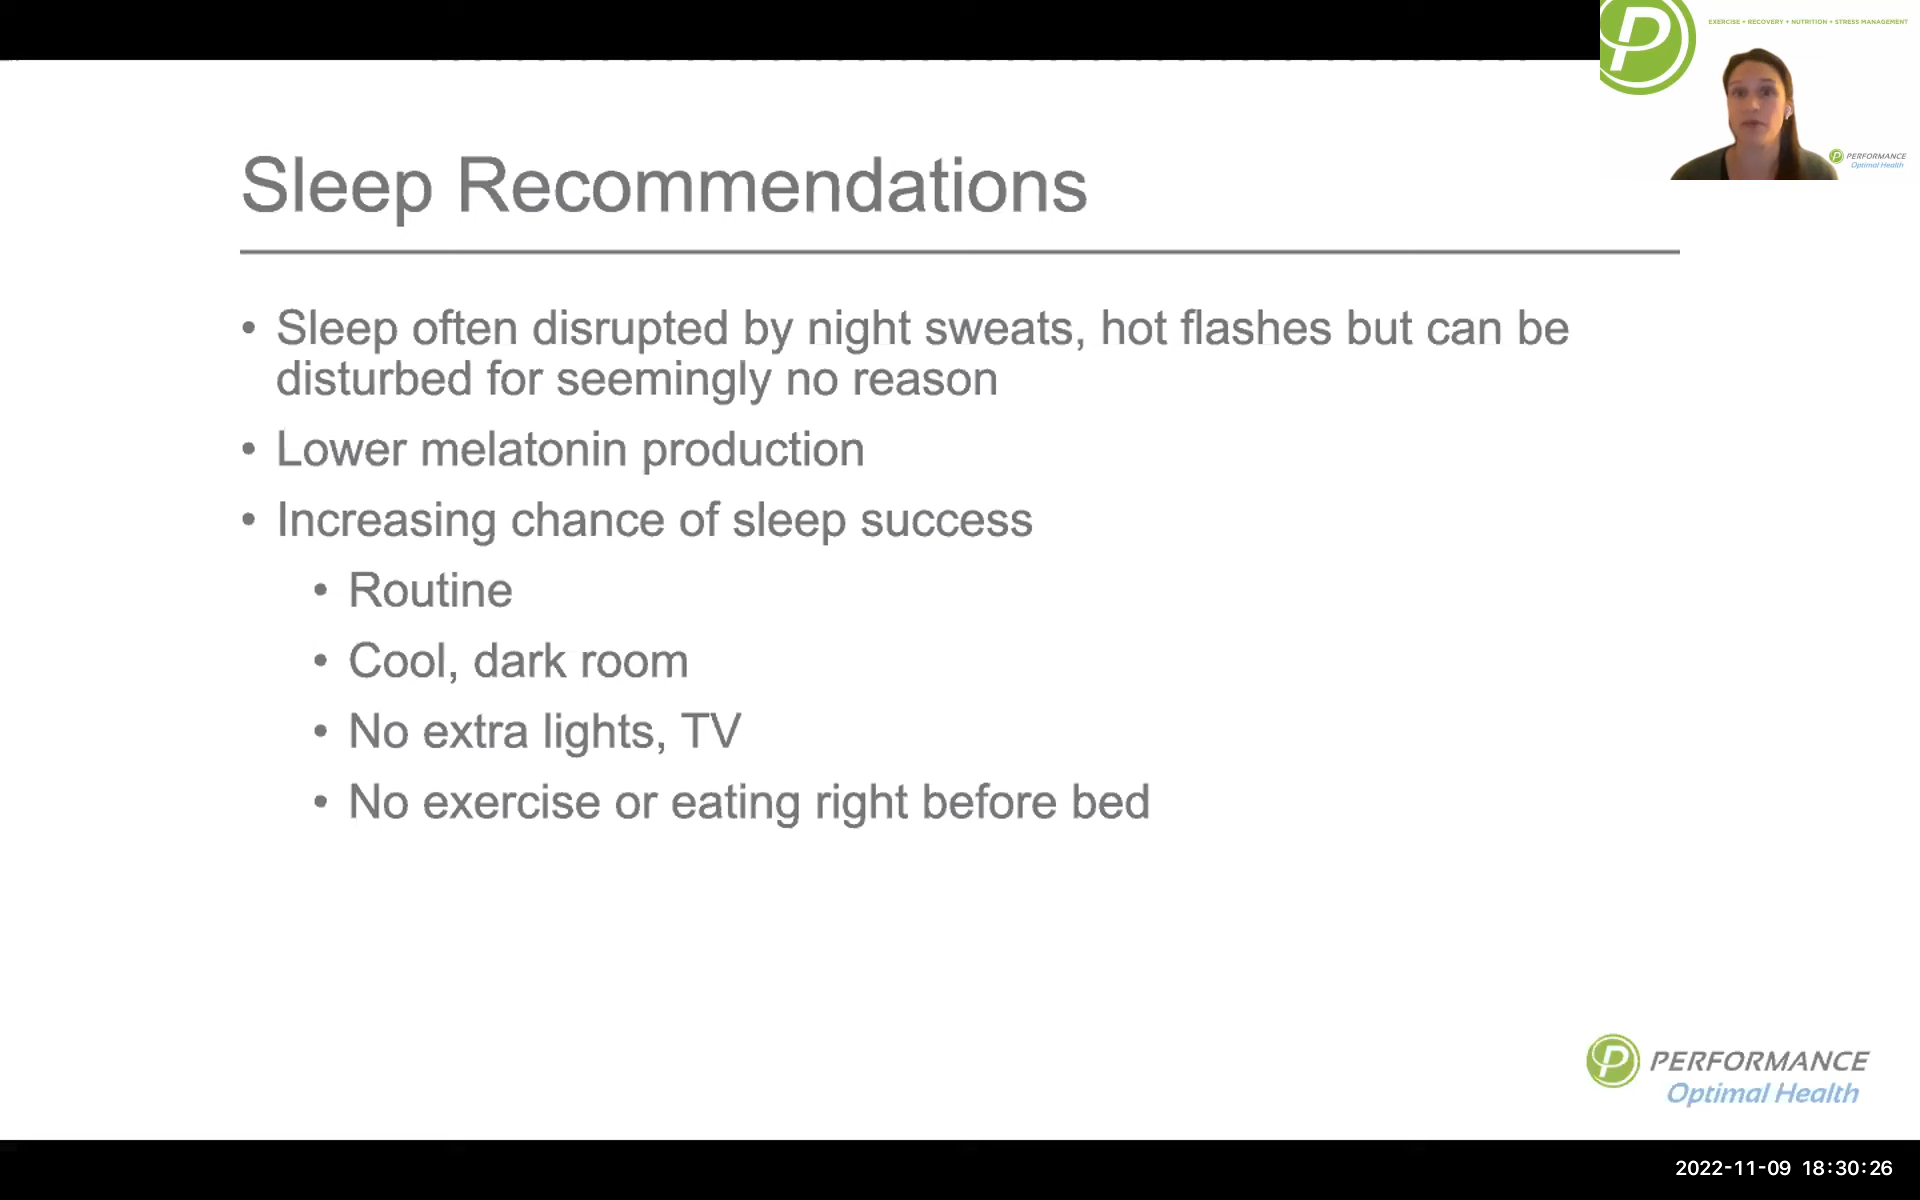 EXERCISE + RECOVERY + NUTRITION + STRESS MANAGEMENT
P
PERFORMANCE
Optimal Health
Sleep Recommendations
• Sleep often disrupted by night sweats, hot flashes but can be
disturbed for seemingly no reason
• Lower melatonin production
• Increasing chance of sleep success
• Routine
• Cool, dark room
• No extra lights, TV
• No exercise or eating right before bed
P PERFORMANCE
Optimal Health
2022-11-09 18:30:26